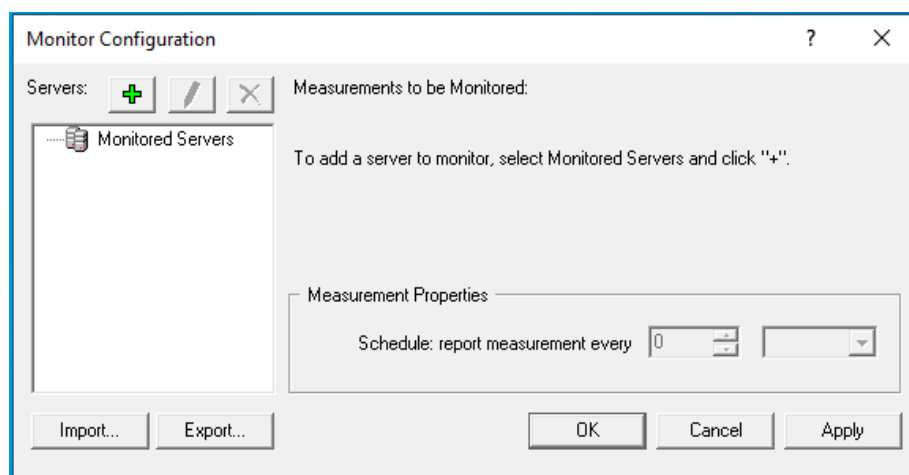 Monitor Configuration
Servers:
Monitored Servers
Measurements to be Monitored:
To add a server to monitor, select Monitored Servers and click "+".
Measurement Properties
Schedule: report measurement every 0
Import... Export... OK Cancel Apply